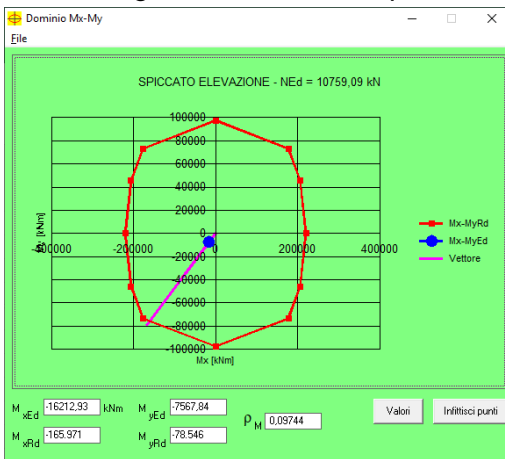 Dominio Mx-My
File
SPICCATO ELEVAZIONE - NEd = 10759,09 kN
100000
80000
60000
40000
20000
0
-20000
-40000
-60000
-80000
-100000
-200000
0
200000
400000
Mx [kNm]
Mx-MyRd
Mx-MyEd
Vettore
M xEd -16212,93 kNm M yEd -7567,84
ρ M 0,09744
Valori
Infittisci punti
M xRd -165.971 M yRd -78.546